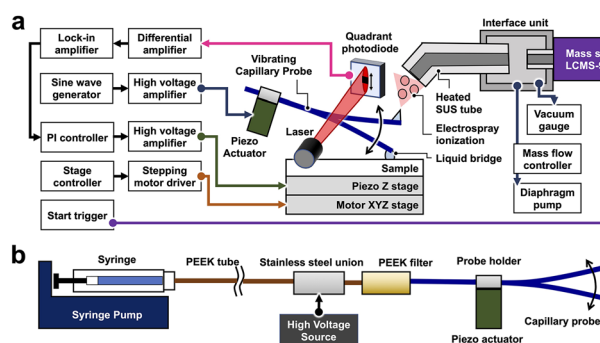 a
Lock-in
amplifier
Differential
amplifier
Quadrant
photodiode
Interface unit
Mass s
LCMS-
Vibrating
Capillary Probe
Sine wave
generator
High voltage
amplifier
Heated
SUS tube
Piezo
Actuator
Laser
Electrospray
ionization
Vacuum
gauge
PI controller
High voltage
amplifier
Liquid bridge
Mass flow
controller
Sample
Stage
controller
Stepping
motor driver
Piezo Z stage
Motor XYZ stage
Diaphragm
pump
Start trigger
b
Syringe
PEEK tube
Stainless steel union
PEEK filter
Probe holder
Syringe Pump
High Voltage
Source
Piezo actuator
Capillary probe